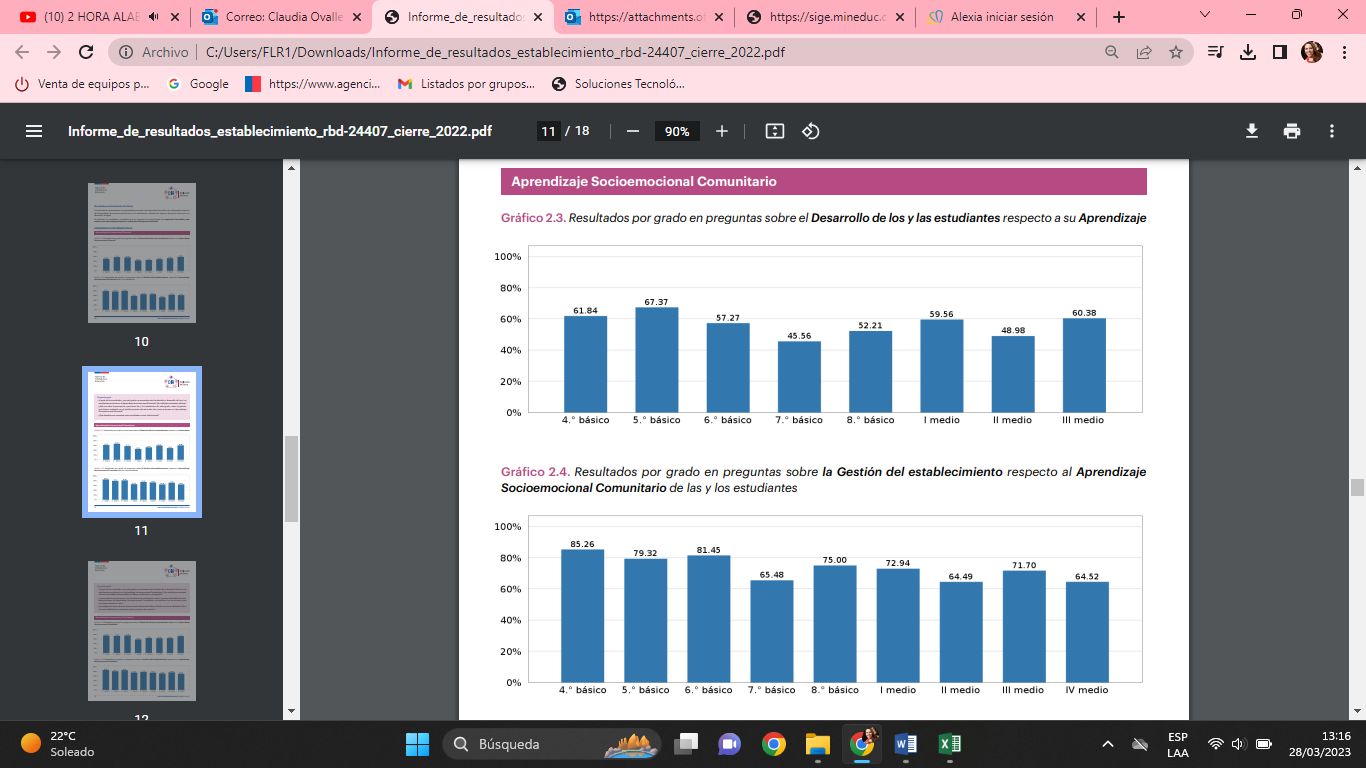 (10) 2 HORA ALAB
Correo: Claudia Ovalle
Informe_de_resultados
https://attachments.of
https://sige.mineduc.c
Alexia iniciar sesión
Archivo
C:/Users/FLR1/Downloads/Informe_de_resultados_establecimiento_rbd-24407_cierre_2022.pdf
Venta de equipos p...
Google
https://www.agenci...
Listados por grupos...
Soluciones Tecnoló...
Informe_de_resultados_establecimiento_rbd-24407_cierre_2022.pdf
11 / 18
90%
10
11
12
Aprendizaje Socioemocional Comunitario
Gráfico 2.3. Resultados por grado en preguntas sobre el Desarrollo de los y las estudiantes respecto a su Aprendizaje
100%
80%
60%
40%
20%
0%
61.84
67.37
57.27
45.56
52.21
59.56
48.98
60.38
4.° básico
5.° básico
6.° básico
7.° básico
8.° básico
I medio
II medio
III medio
Gráfico 2.4. Resultados por grado en preguntas sobre la Gestión del establecimiento respecto al Aprendizaje
Socioemocional Comunitario de las y los estudiantes
100%
80%
60%
40%
20%
0%
85.26
79.32
81.45
65.48
75.00
72.94
64.49
71.70
64.52
4.° básico
5.° básico
6.° básico
7.° básico
8.° básico
I medio
II medio
III medio
IV medio
22°C
Soleado
Búsqueda
ESP
LAA
13:16
28/03/2023